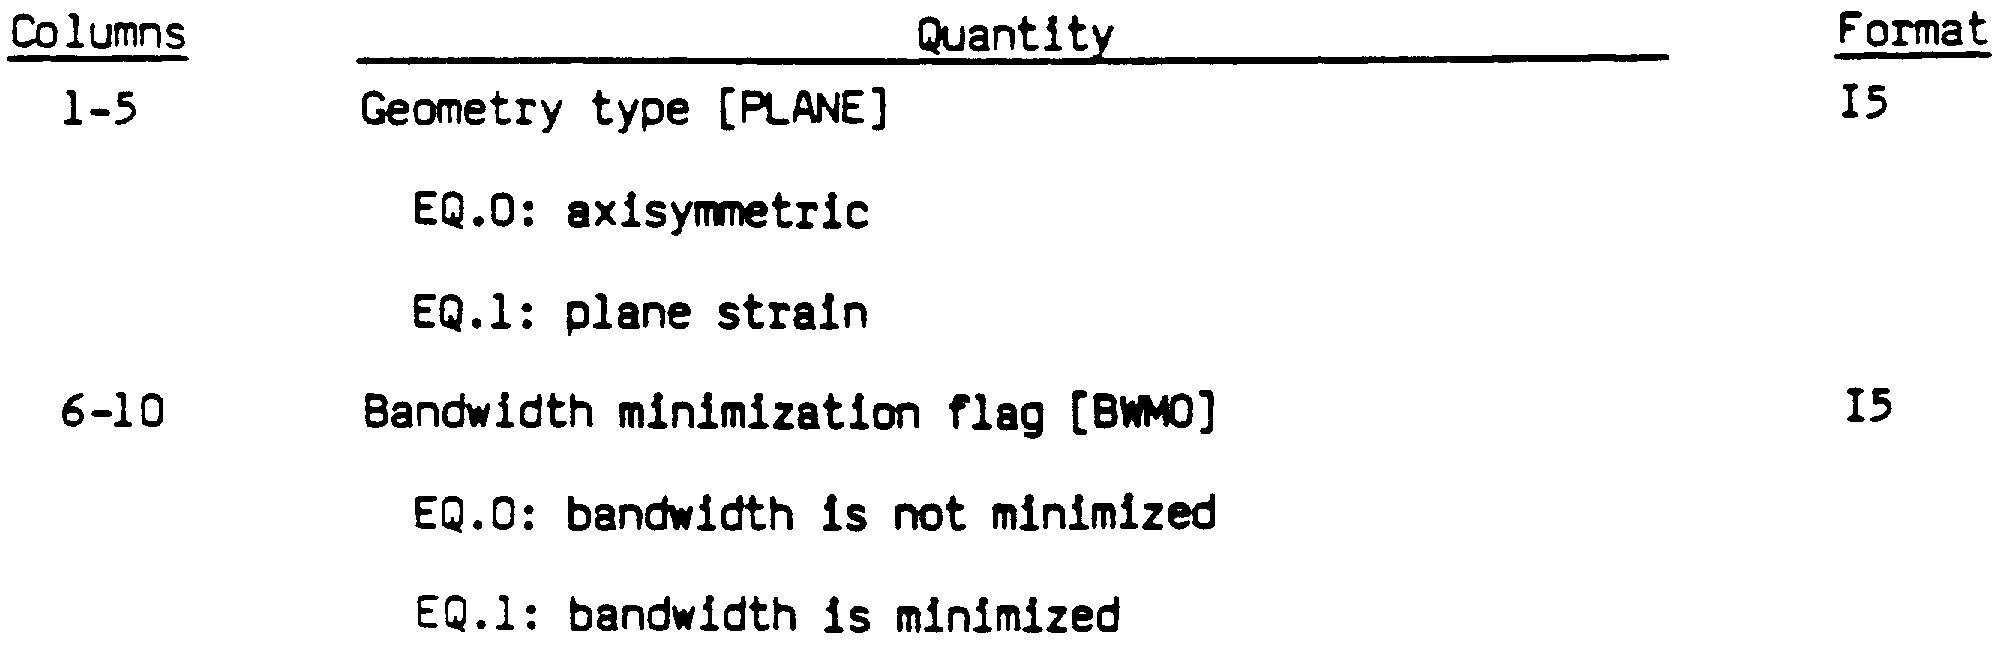 Columns Quantity Format
1-5 Geometry type [PLANE] I5
EQ.0: axisymmetric
EQ.1: plane strain
6-10 Bandwidth minimization flag [BWMO] I5
EQ.0: bandwidth is not minimized
EQ.1: bandwidth is minimized